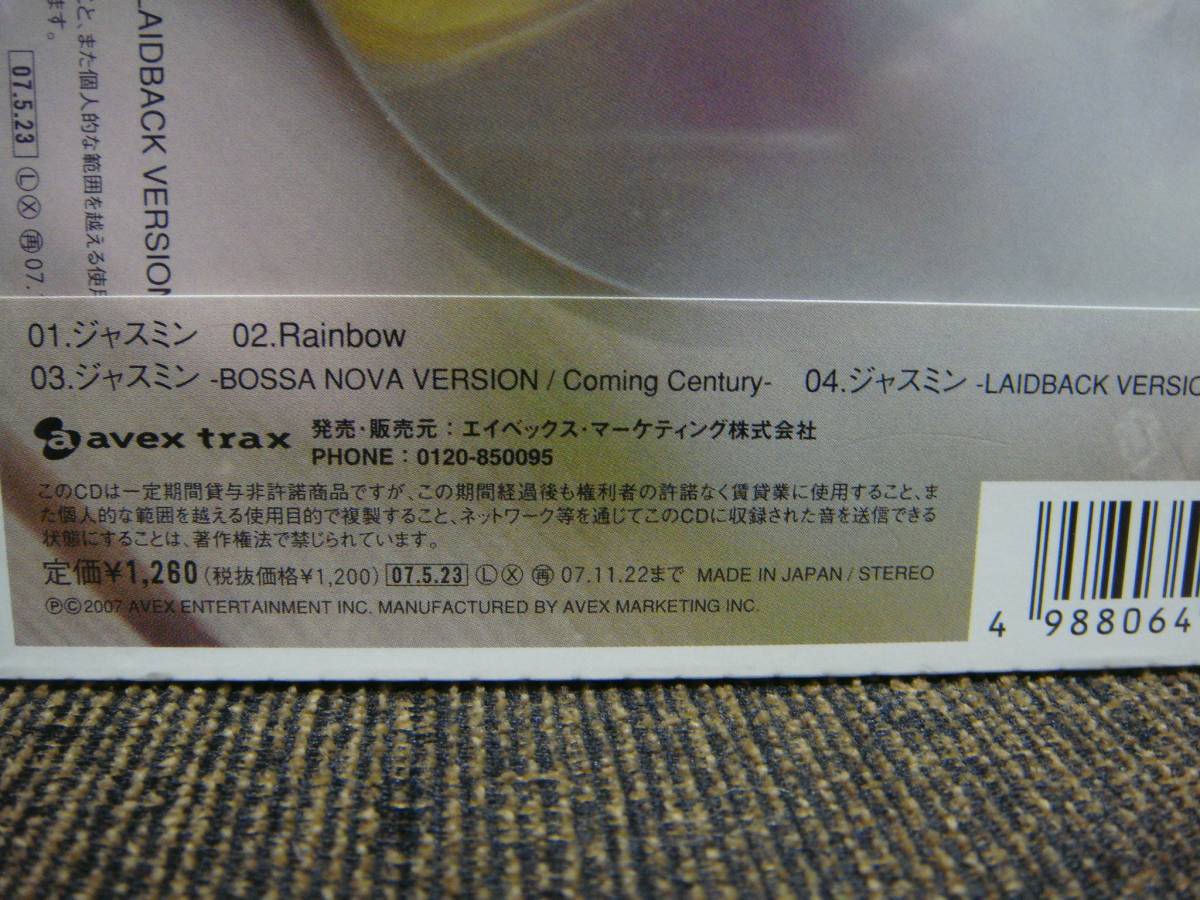 LAIDBACK VERSION
こと、また個人的な範囲を越える使用
ます。
07.5.23 Ⓛ Ⓧ ㊢07.
01.ジャスミン 02.Rainbow
03.ジャスミン -BOSSA NOVA VERSION / Coming Century- 04.ジャスミン -LAIDBACK VERSIO
a avex trax 発売・販売元：エイベックス・マーケティング株式会社
PHONE：0120-850095
このCDは一定期間貸与非許諾商品ですが、この期間経過後も権利者の許諾なく賃貸業に使用すること、ま
た個人的な範囲を越える使用目的で複製すること、ネットワーク等を通じてこのCDに収録された音を送信できる
状態にすることは、著作権法で禁じられています。
定価¥1,260(税抜価格¥1,200) 07.5.23 Ⓛ Ⓧ 再 07.11.22まで MADE IN JAPAN / STEREO
Ⓟ©2007 AVEX ENTERTAINMENT INC. MANUFACTURED BY AVEX MARKETING INC.
4 988064